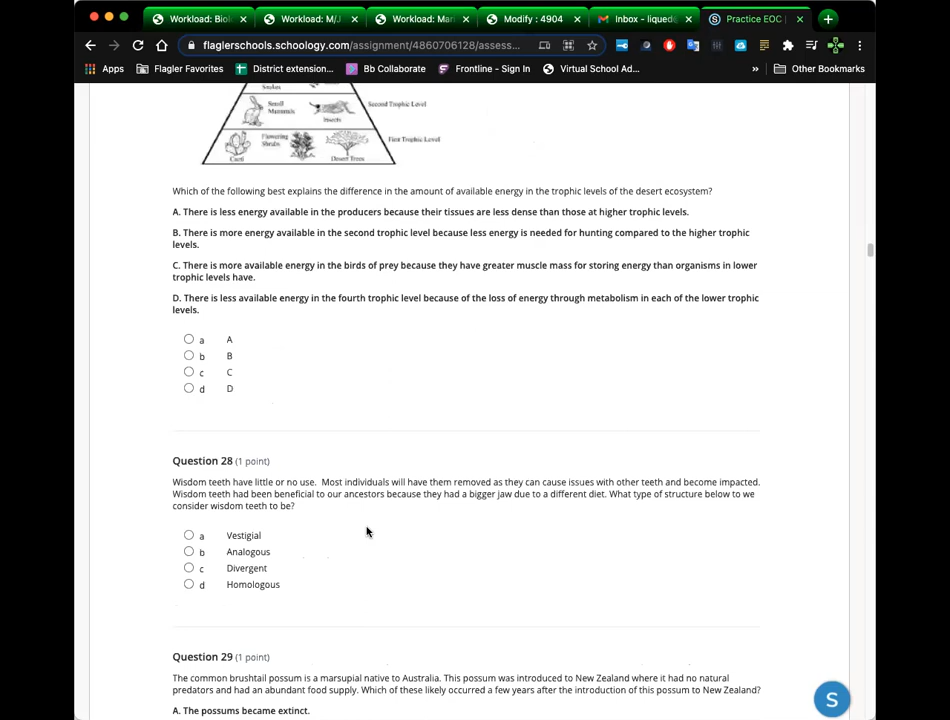 Workload: Biol
Workload: M/J
Workload: Mar
Modify : 4904
Inbox - liquede
Practice EOC |
flaglerschools.schoology.com/assignment/4860706128/assess...
Apps
Flagler Favorites
District extension...
Bb Collaborate
Frontline - Sign In
Virtual School Ad...
»
Other Bookmarks
Snakes
Small
Mammals
Insects
Second Trophic Level
Flowering
Shrubs
Cacti
Desert Trees
First Trophic Level
Which of the following best explains the difference in the amount of available energy in the trophic levels of the desert ecosystem?
A. There is less energy available in the producers because their tissues are less dense than those at higher trophic levels.
B. There is more energy available in the second trophic level because less energy is needed for hunting compared to the higher trophic
levels.
C. There is more available energy in the birds of prey because they have greater muscle mass for storing energy than organisms in lower
trophic levels have.
D. There is less available energy in the fourth trophic level because of the loss of energy through metabolism in each of the lower trophic
levels.
a A
b B
c C
d D
Question 28 (1 point)
Wisdom teeth have little or no use. Most individuals will have them removed as they can cause issues with other teeth and become impacted.
Wisdom teeth had been beneficial to our ancestors because they had a bigger jaw due to a different diet. What type of structure below to we
consider wisdom teeth to be?
a Vestigial
b Analogous
c Divergent
d Homologous
Question 29 (1 point)
The common brushtail possum is a marsupial native to Australia. This possum was introduced to New Zealand where it had no natural
predators and had an abundant food supply. Which of these likely occurred a few years after the introduction of this possum to New Zealand?
A. The possums became extinct.
S